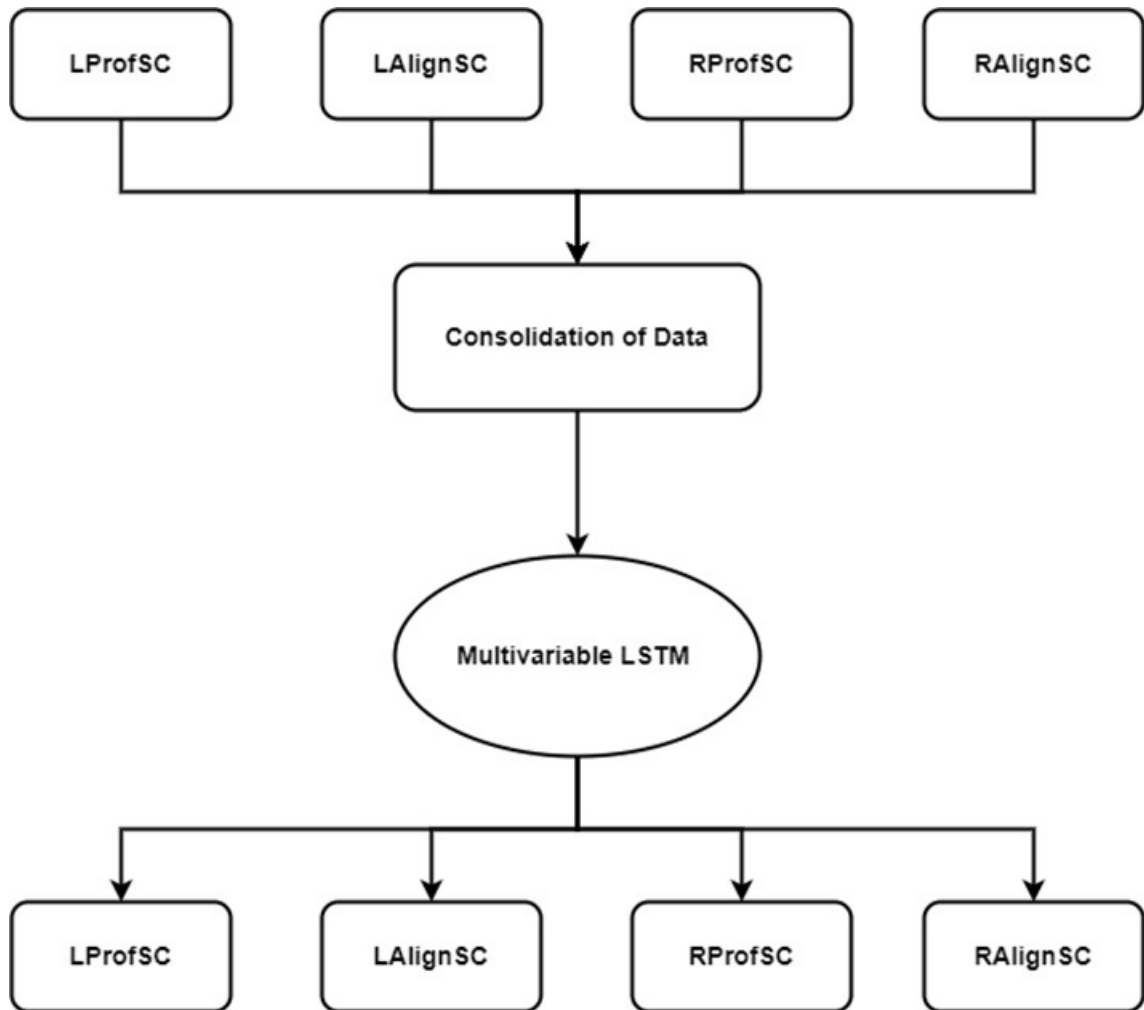 LProfSC
LAlignSC
RProfSC
RAlignSC
Consolidation of Data
Multivariable LSTM
LProfSC
LAlignSC
RProfSC
RAlignSC